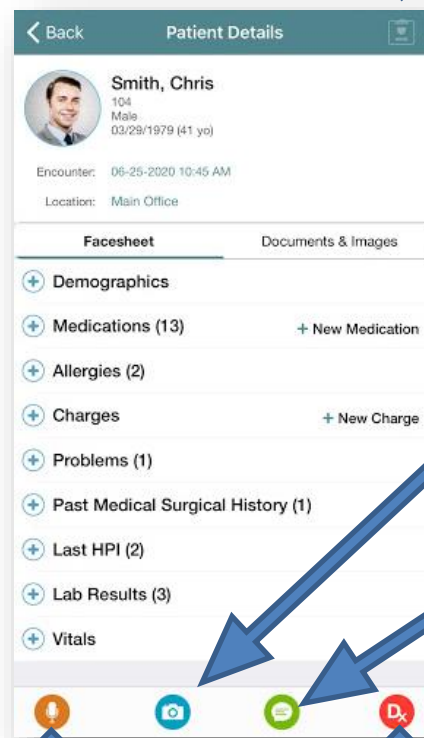 Back Patient Details
Smith, Chris
104
Male
03/29/1979 (41 yo)
Encounter: 06-25-2020 10:45 AM
Location: Main Office
Facesheet Documents & Images
Demographics
Medications (13) + New Medication
Allergies (2)
Charges + New Charge
Problems (1)
Past Medical Surgical History (1)
Last HPI (2)
Lab Results (3)
Vitals
Dx